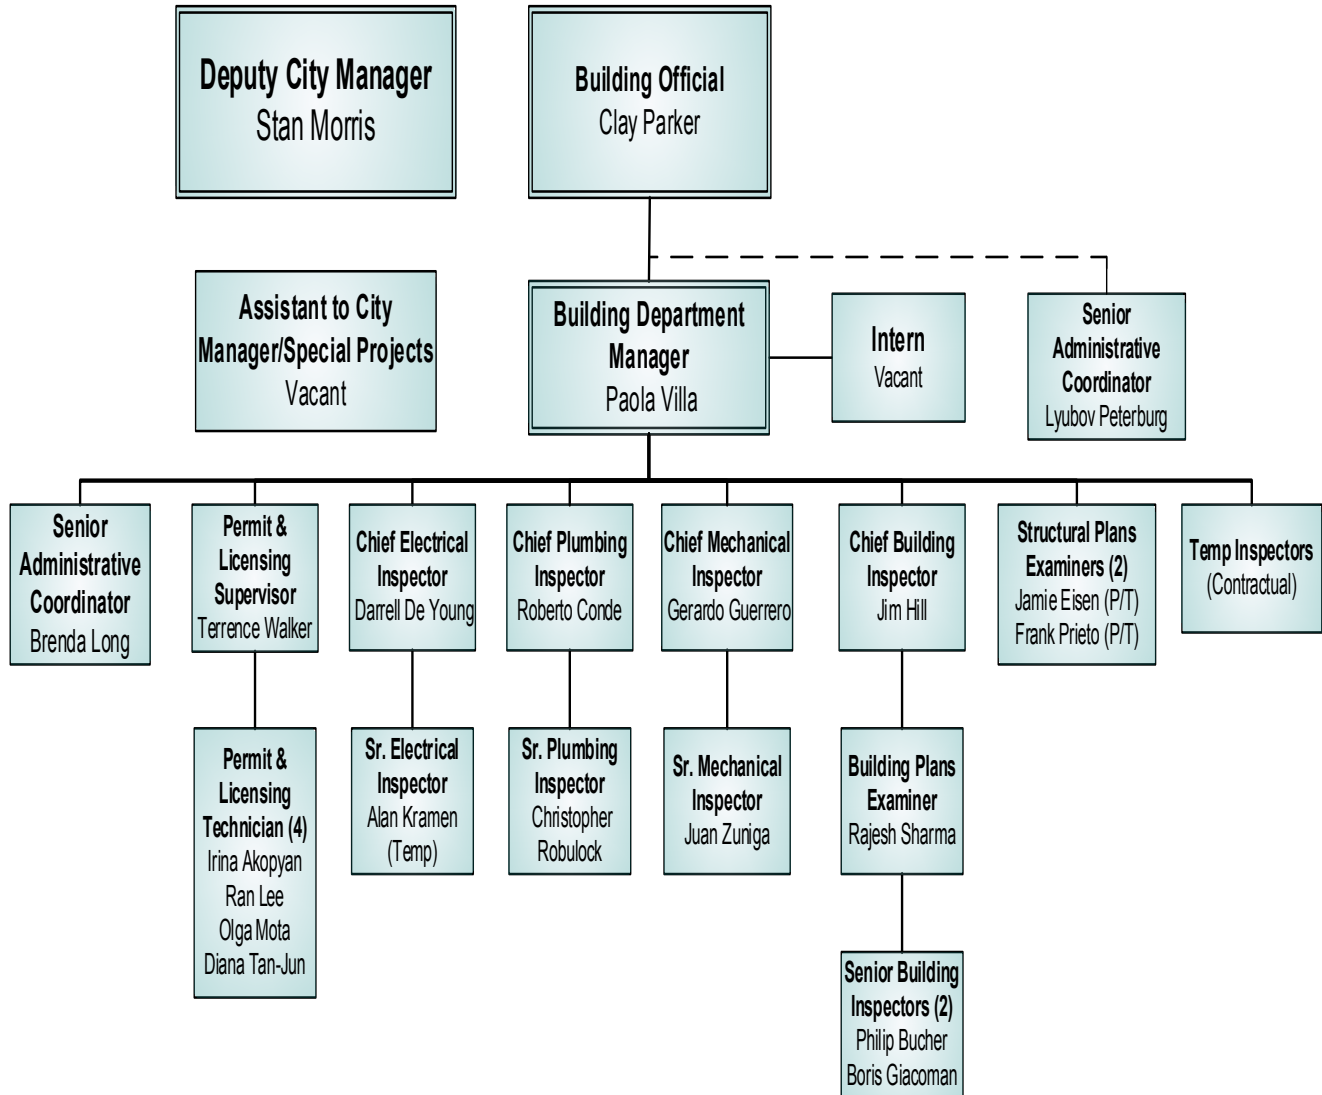 Deputy City Manager
Stan Morris
Building Official
Clay Parker
Assistant to City
Manager/Special Projects
Vacant
Building Department
Manager
Paola Villa
Intern
Vacant
Senior
Administrative
Coordinator
Lyubov Peterburg
Senior
Administrative
Coordinator
Brenda Long
Permit &
Licensing
Supervisor
Terrence Walker
Chief Electrical
Inspector
Darrell De Young
Chief Plumbing
Inspector
Roberto Conde
Chief Mechanical
Inspector
Gerardo Guerrero
Chief Building
Inspector
Jim Hill
Structural Plans
Examiners (2)
Jamie Eisen (P/T)
Frank Prieto (P/T)
Temp Inspectors
(Contractual)
Permit &
Licensing
Technician (4)
Irina Akopyan
Ran Lee
Olga Mota
Diana Tan-Jun
Sr. Electrical
Inspector
Alan Kramen
(Temp)
Sr. Plumbing
Inspector
Christopher
Robulock
Sr. Mechanical
Inspector
Juan Zuniga
Building Plans
Examiner
Rajesh Sharma
Senior Building
Inspectors (2)
Philip Bucher
Boris Giacoman